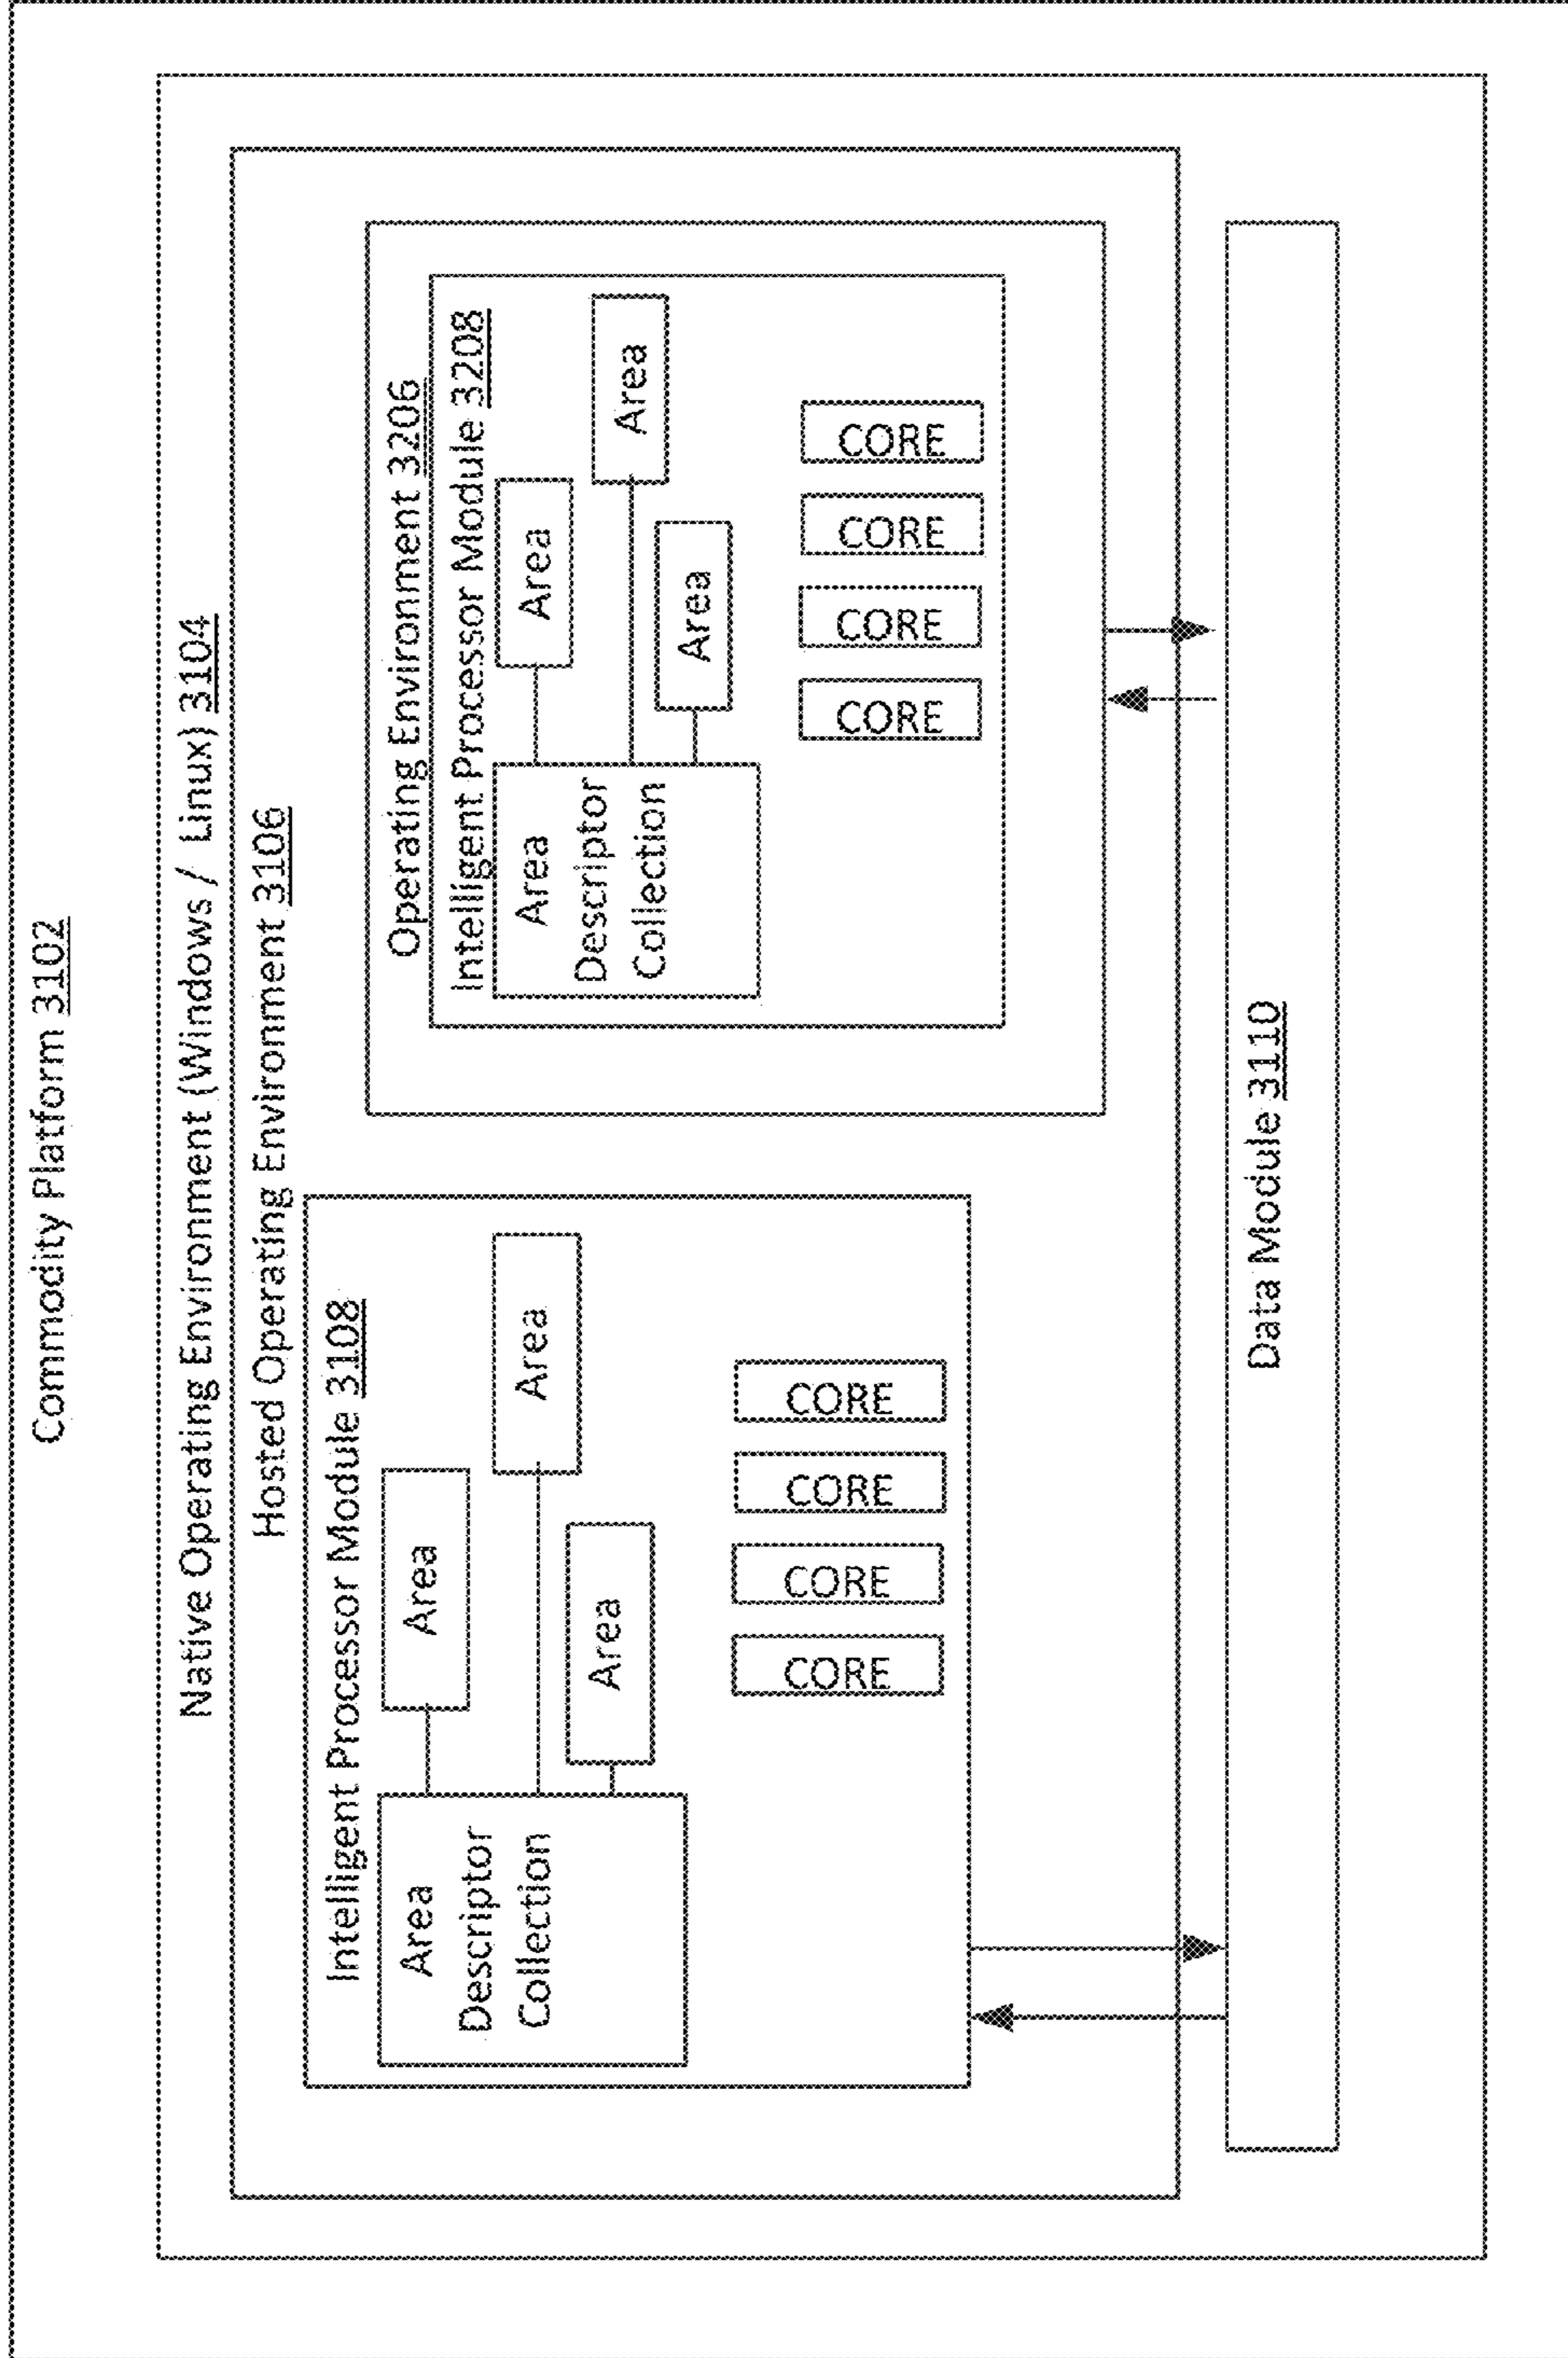 Commodity Platform 3102
Native Operating Environment (Windows / Linux) 3104
Hosted Operating Environment 3106
Intelligent Processor Module 3108
Area
Descriptor
Collection
Area
Area
Area
CORE
CORE
CORE
CORE
Operating Environment 3206
Intelligent Processor Module 3208
Area
Descriptor
Collection
Area
Area
Area
CORE
CORE
CORE
CORE
Data Module 3110